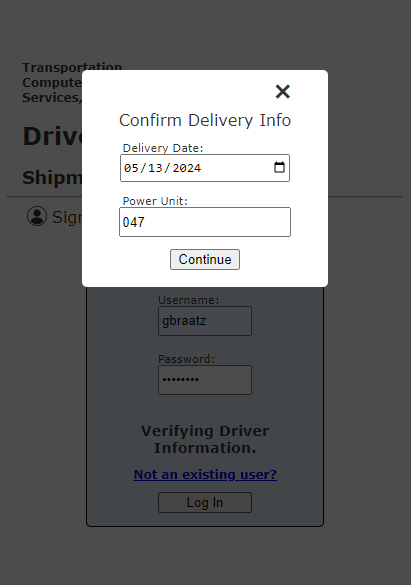 Transportation
Compute
Services,
Confirm Delivery Info
Drive
Delivery Date:
05/13/2024
Shipm
Power Unit:
047
Sign
Continue
Username:
gbraatz
Password:
••••••••
Verifying Driver
Information.
Not an existing user?
Log In